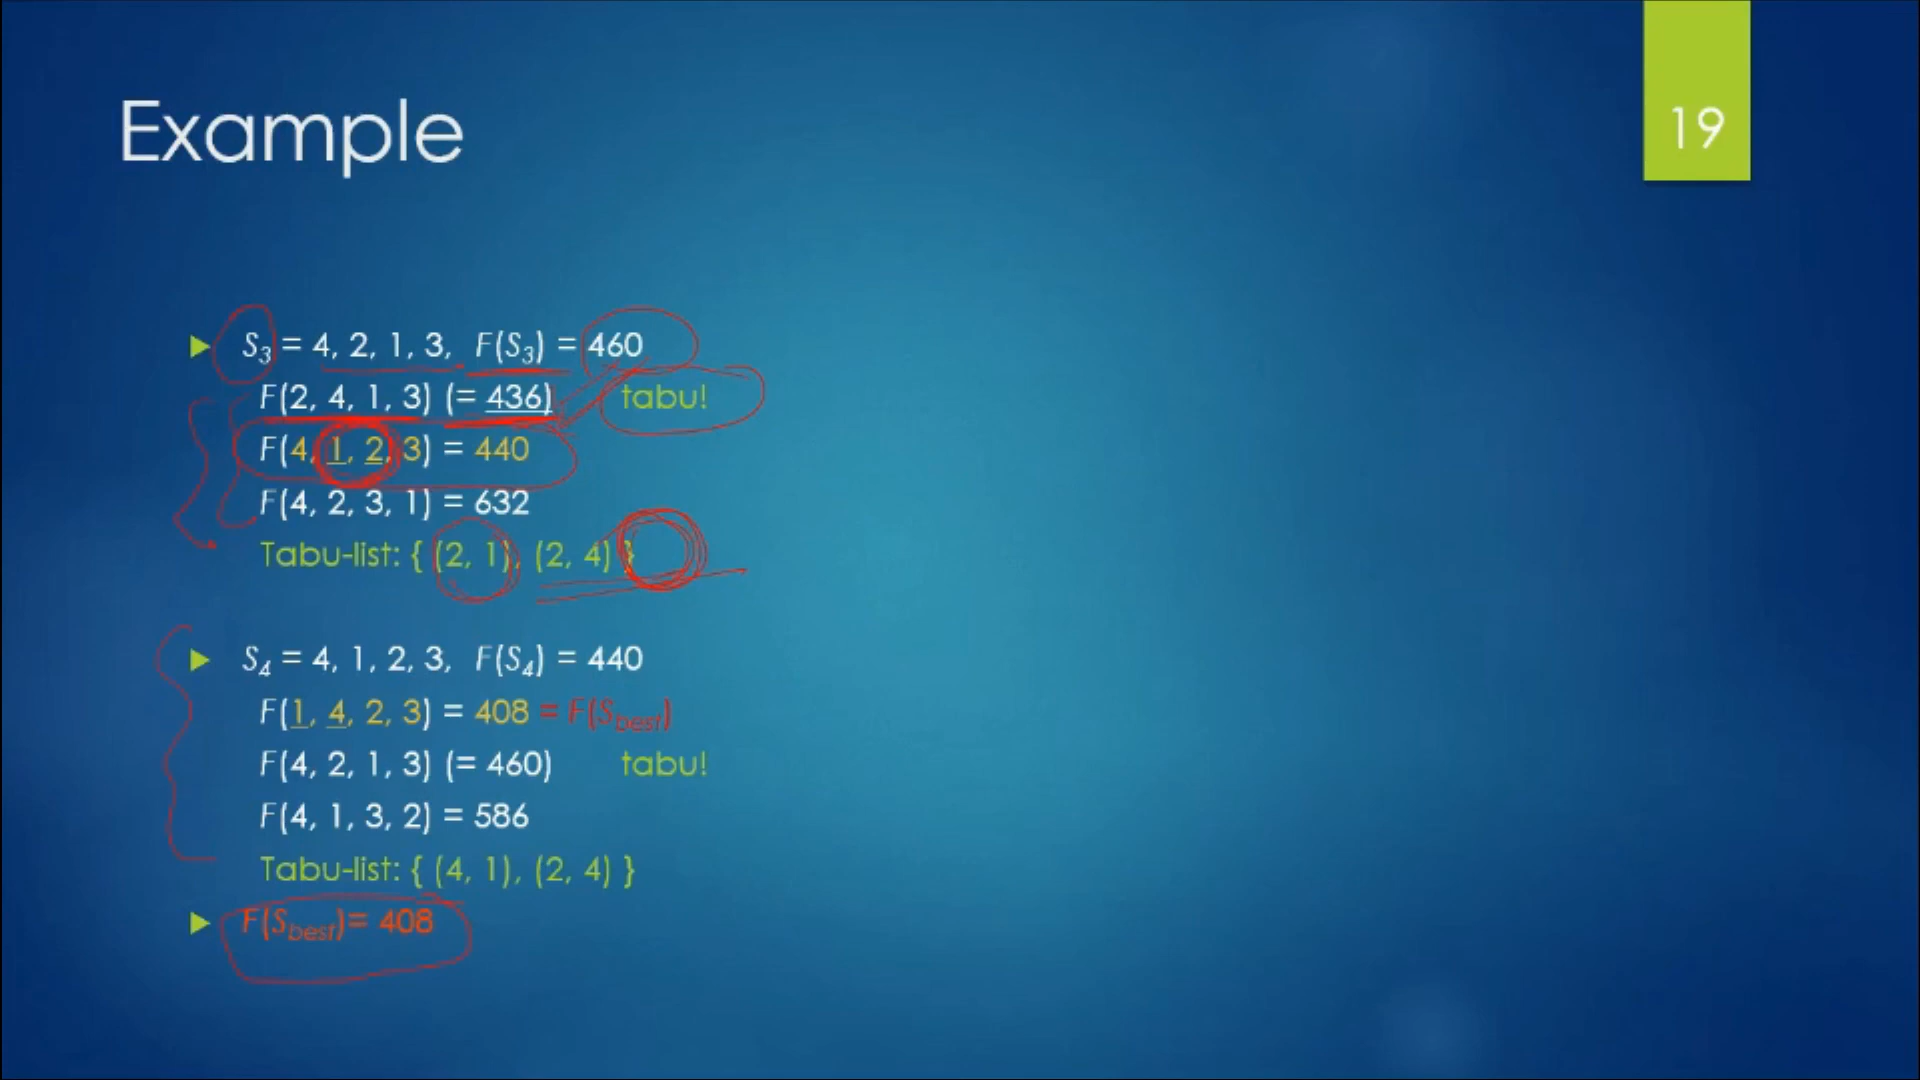 Example
19
S3 = 4, 2, 1, 3, F(S3) = 460
F(2, 4, 1, 3) (= 436) tabu!
F(4, 1, 2, 3) = 440
F(4, 2, 3, 1) = 632
Tabu-list: { (2, 1), (2, 4) }
S4 = 4, 1, 2, 3, F(S4) = 440
F(1, 4, 2, 3) = 408 = F(Sbest)
F(4, 2, 1, 3) (= 460) tabu!
F(4, 1, 3, 2) = 586
Tabu-list: { (4, 1), (2, 4) }
F(Sbest)= 408